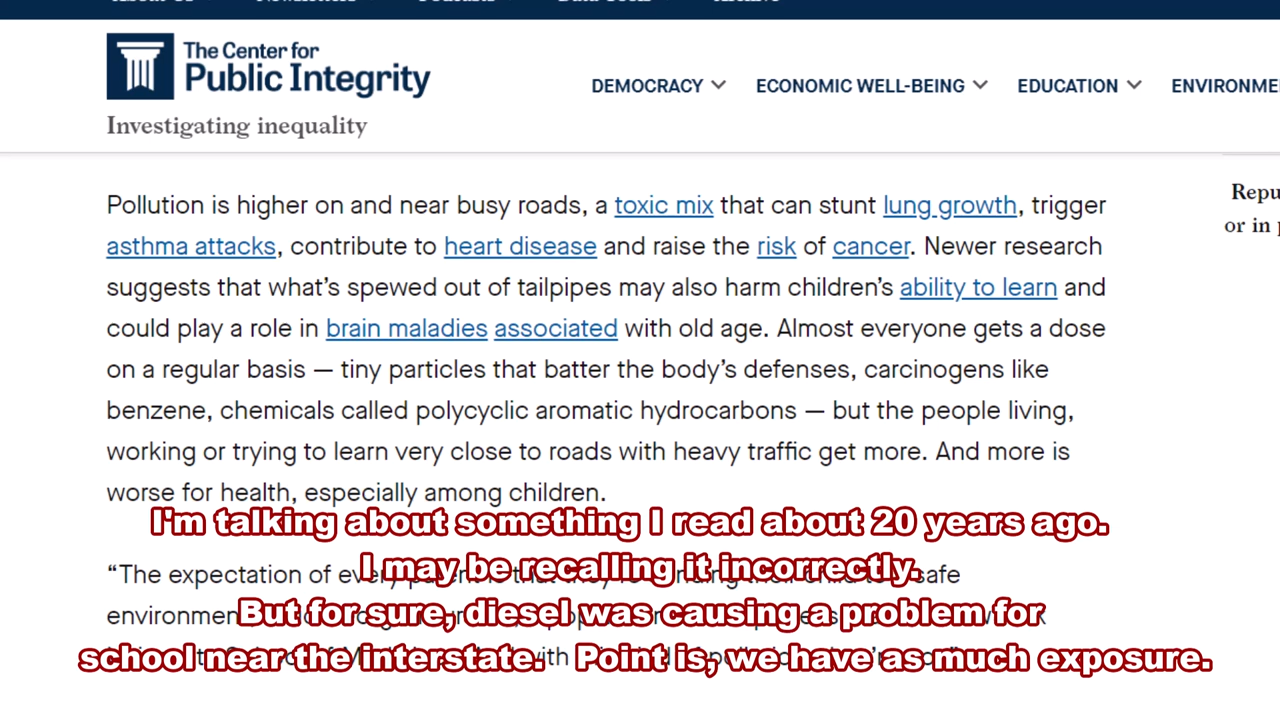 The Center for
Public Integrity
Investigating inequality
DEMOCRACY
ECONOMIC WELL-BEING
EDUCATION
Pollution is higher on and near busy roads, a toxic mix that can stunt lung growth, trigger
asthma attacks, contribute to heart disease and raise the risk of cancer. Newer research
suggests that what’s spewed out of tailpipes may also harm children’s ability to learn and
could play a role in brain maladies associated with old age. Almost everyone gets a dose
on a regular basis — tiny particles that batter the body’s defenses, carcinogens like
benzene, chemicals called polycyclic aromatic hydrocarbons — but the people living,
working or trying to learn very close to roads with heavy traffic get more. And more is
worse for health, especially among children.
or in
I'm talking about something I read about 20 years ago.
I may be recalling it incorrectly.
But for sure, diesel was causing a problem for
school near the interstate. Point is, we have as much exposure.
“The expectation of safe
with